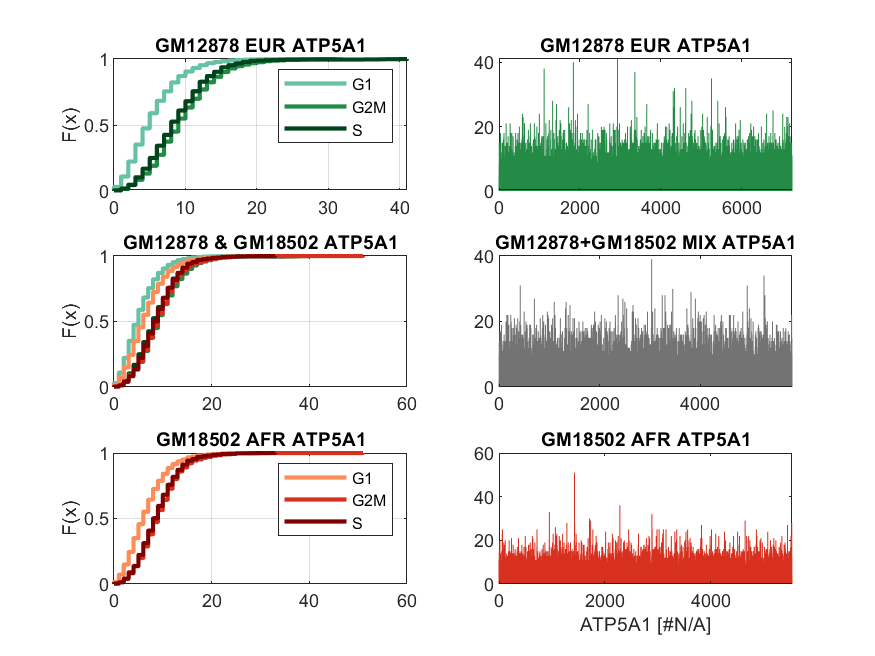 GM12878 EUR ATP5A1
F(x)
1
0.5
0
0 10 20 30 40
G1
G2M
S
GM12878 EUR ATP5A1
40
20
0
0 2000 4000 6000
GM12878 & GM18502 ATP5A1
F(x)
1
0.5
0
0 20 40 60
GM12878+GM18502 MIX ATP5A1
40
20
0
0 2000 4000
GM18502 AFR ATP5A1
F(x)
1
0.5
0
0 20 40 60
G1
G2M
S
GM18502 AFR ATP5A1
60
40
20
0
0 2000 4000
ATP5A1 [#N/A]